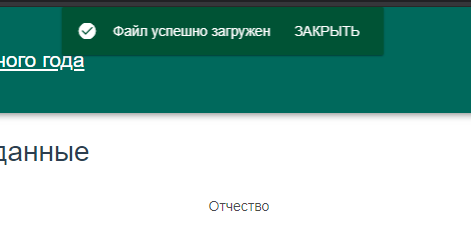 Файл успешно загружен ЗАКРЫТЬ
ного года
данные
Отчество